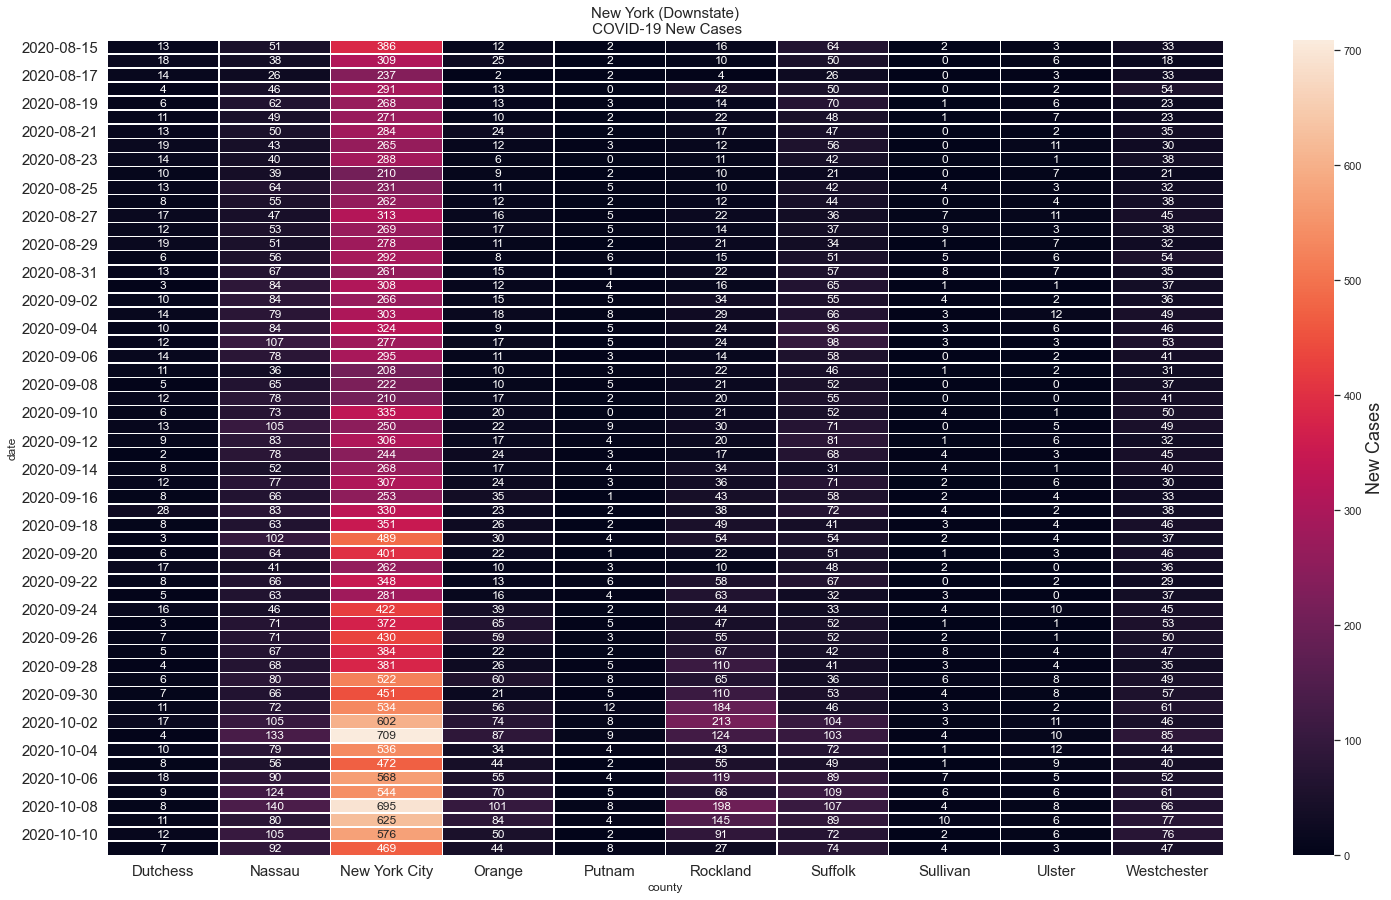 New York (Downstate)
COVID-19 New Cases
2020-08-15 13 51 386 12 2 16 64 2 3 33
18 38 309 25 2 10 50 0 6 18
2020-08-17 14 26 237 2 2 4 26 0 3 33
4 46 291 13 0 42 50 0 2 54
2020-08-19 6 62 268 13 3 14 70 1 6 23
11 49 271 10 2 22 48 1 7 23
2020-08-21 13 50 284 24 2 17 47 0 2 35
19 43 265 12 3 12 56 0 11 30
2020-08-23 14 40 288 6 0 11 42 0 1 38
10 39 210 9 2 10 21 0 7 21
2020-08-25 13 64 231 11 5 10 42 4 3 32
8 55 262 12 2 12 44 0 4 38
2020-08-27 17 47 313 16 5 22 36 7 11 45
12 53 269 17 5 14 37 9 3 38
2020-08-29 19 51 278 11 2 21 34 1 7 32
6 56 292 8 6 15 51 5 6 54
2020-08-31 13 67 261 15 1 22 57 8 7 35
3 84 308 12 4 16 65 1 1 37
2020-09-02 10 84 266 15 5 34 55 4 2 36
14 79 303 18 8 29 66 3 12 49
2020-09-04 10 84 324 9 5 24 96 3 6 46
12 107 277 17 5 24 98 3 3 53
2020-09-06 14 78 295 11 3 14 58 0 2 41
11 36 208 10 3 22 46 1 2 31
2020-09-08 5 65 222 10 5 21 52 0 0 37
12 78 210 17 2 20 55 0 0 41
2020-09-10 6 73 335 20 0 21 52 4 1 50
13 105 250 22 9 30 71 0 5 49
2020-09-12 9 83 306 17 4 20 81 1 6 32
2 78 244 24 3 17 68 4 3 45
2020-09-14 8 52 268 17 4 34 31 4 1 40
12 77 307 24 3 36 71 2 6 30
2020-09-16 8 66 253 35 1 43 58 2 4 33
28 83 330 23 2 38 72 4 2 38
2020-09-18 8 63 351 26 2 49 41 3 4 46
3 102 489 30 4 54 54 2 4 37
2020-09-20 6 64 401 22 1 22 51 1 3 46
17 41 262 10 3 10 48 2 0 36
2020-09-22 8 66 348 13 6 58 67 0 2 29
5 63 281 16 4 63 32 3 0 37
2020-09-24 16 46 422 39 2 44 33 4 10 45
3 71 372 65 5 47 52 1 1 53
2020-09-26 7 71 430 59 3 55 52 2 1 50
5 67 384 22 2 67 42 8 4 47
2020-09-28 4 68 381 26 5 110 41 3 4 35
6 80 522 60 8 65 36 6 8 49
2020-09-30 7 66 451 21 5 110 53 4 8 57
11 72 534 56 12 184 46 3 2 61
2020-10-02 17 105 602 74 8 213 104 3 11 46
4 133 709 87 9 124 103 4 10 85
2020-10-04 10 79 536 34 4 43 72 1 12 44
8 56 472 44 2 55 49 1 9 40
2020-10-06 18 90 568 55 4 119 89 7 5 52
9 124 544 70 5 66 109 6 6 61
2020-10-08 8 140 695 101 8 198 107 4 8 66
11 80 625 84 4 145 89 10 6 77
2020-10-10 12 105 576 50 2 91 72 2 6 76
7 92 469 44 8 27 74 4 3 47
Dutchess Nassau New York City Orange Putnam Rockland Suffolk Sullivan Ulster Westchester
county
date
700
600
500
400
300
200
100
0
New Cases